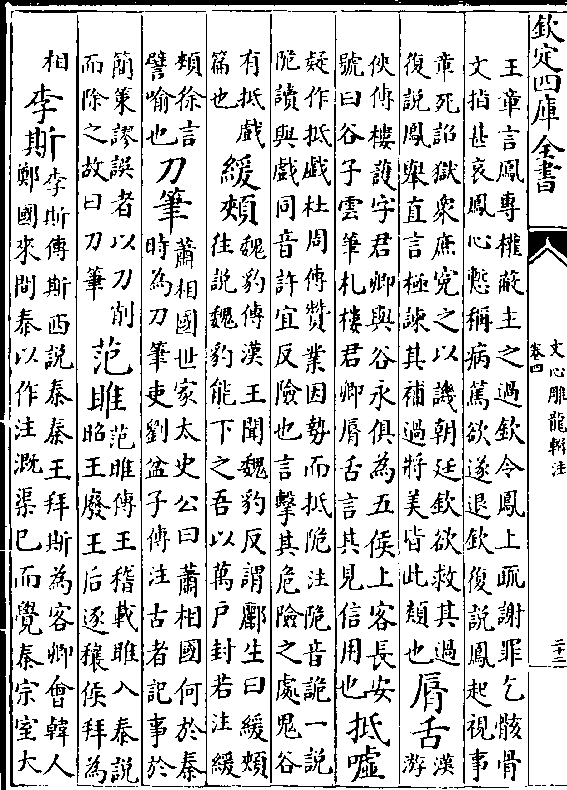 欽定四庫全書
文心雕龍輯注
卷四
二十二
王章言鳳專權蔽主之過欽令鳳上疏謝罪乞骸骨
文指甚哀鳳心慙稱病篤欲遂退欽復說鳳起視事
章死詔獄衆庶寃之以譏朝廷欽欲救其過
復說鳳舉直言極諫其補過將美皆此類也
脣舌
漢
游
俠傳樓護字君卿與谷永俱為五侯上客長安
號曰谷子雲筆札樓君卿脣舌言其見信用也
抵噓
疑作抵戲杜周傳贊業因勢而抵陒注陒音詭一說
陒讀與戲同音許宜反險也言擊其危險之處鬼谷
有抵戲
篇也
緩頰
魏豹傳漢王聞魏豹反謂酈生曰緩頰
往說魏豹能下之吾以萬户封若注緩
頰徐言
譬喻也
刀筆
蕭相國世家太史公曰蕭相國何於秦
時為刀筆吏劉盆子傳注古者記事於
簡策謬誤者以刀削
而除之故曰刀筆
范雎
范雎傳王稽載雎入秦說
昭王廢王后逐穰侯拜為
相
李斯
李斯傳斯西說秦秦王拜斯為客卿會韓人
鄭國來間秦以作注溉渠已而覺秦宗室大